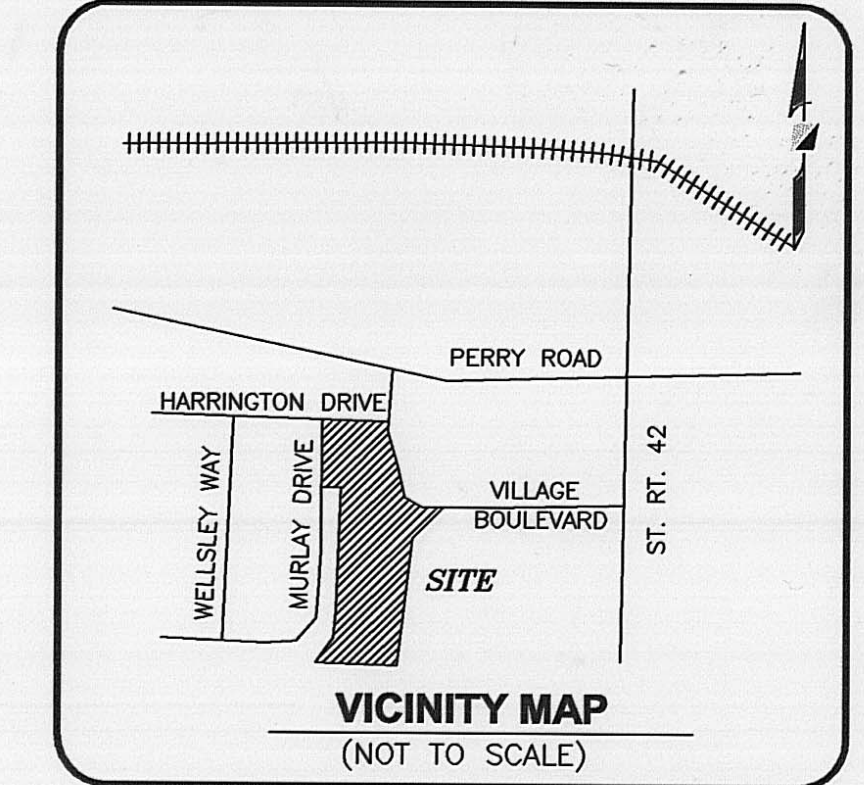 PERRY ROAD
HARRINGTON DRIVE
WELLSLEY WAY
MURLAY DRIVE
VILLAGE
BOULEVARD
ST. RT. 42
SITE
VICINITY MAP
(NOT TO SCALE)